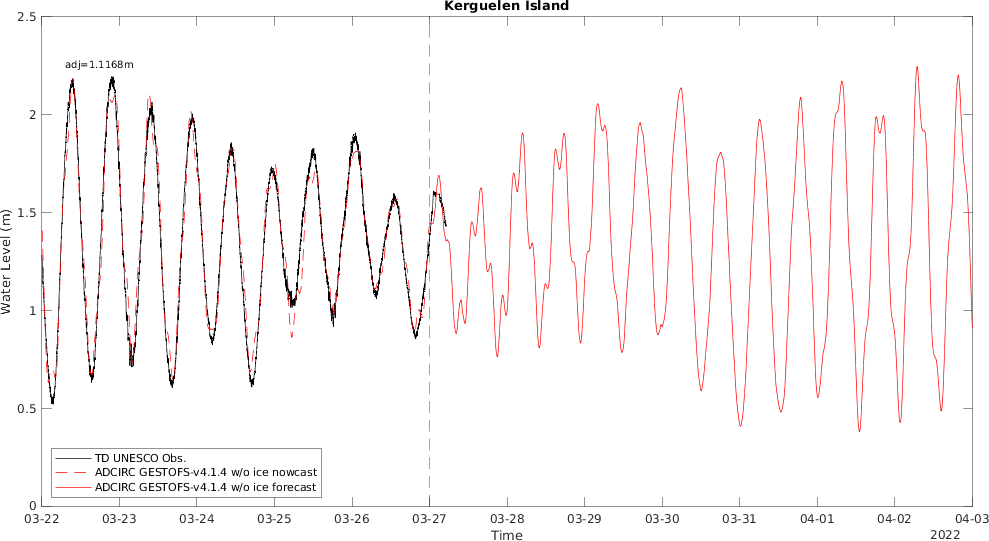 Kerguelen Island
2.5
adj=1.1168m
2
1.5
Water Level (m)
1
0.5
TD UNESCO Obs.
ADCIRC GESTOFS-v4.1.4 w/o ice nowcast
ADCIRC GESTOFS-v4.1.4 w/o ice forecast
0
03-22 03-23 03-24 03-25 03-26 03-27 03-28 03-29 03-30 03-31 04-01 04-02 04-03
Time
2022